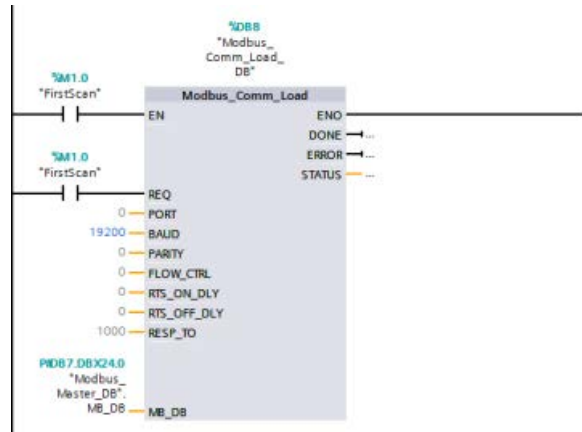 %DB8
"Modbus_
Comm_Load_
DB"
%M1.0
"FirstScan"
Modbus_Comm_Load
EN
ENO
DONE
...
%M1.0
"FirstScan"
ERROR
...
STATUS
...
REQ
0
PORT
19200
BAUD
0
PARITY
0
FLOW_CTRL
0
RTS_ON_DLY
0
RTS_OFF_DLY
1000
RESP_TO
P#DB7.DBX24.0
"Modbus_
Master_DB".
MB_DB
MB_DB